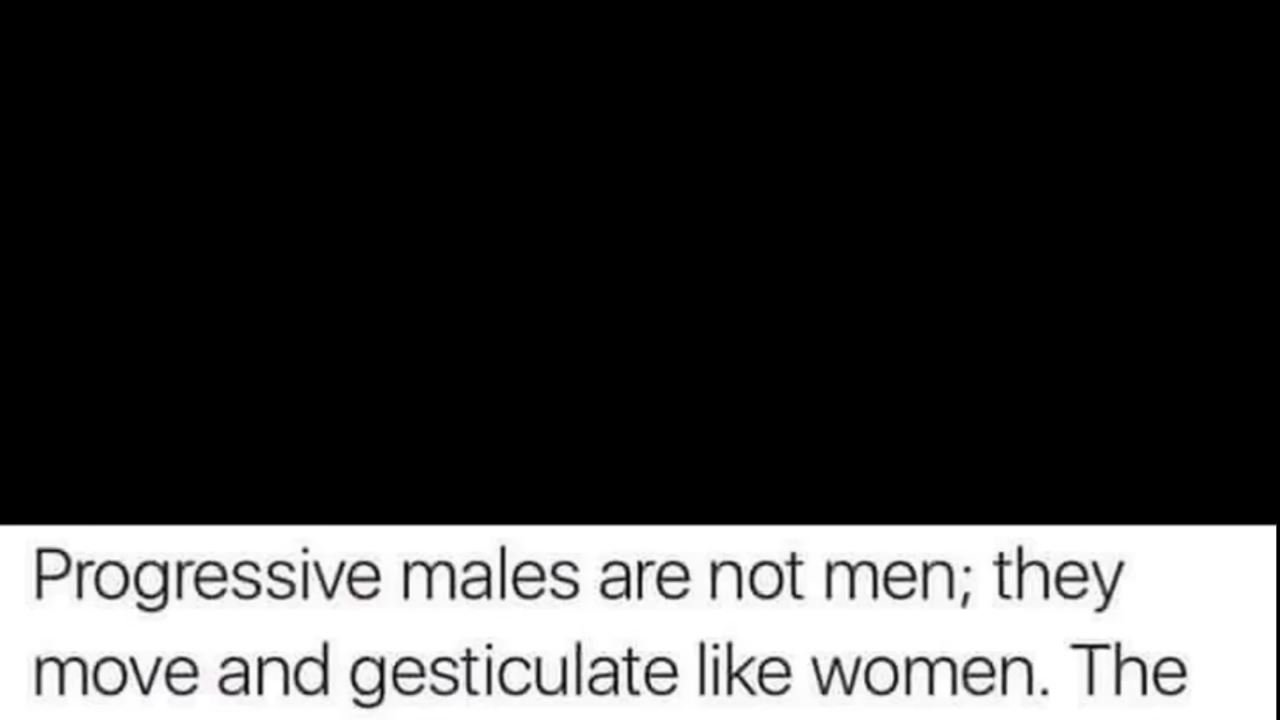 Progressive males are not men; they
move and gesticulate like women. The